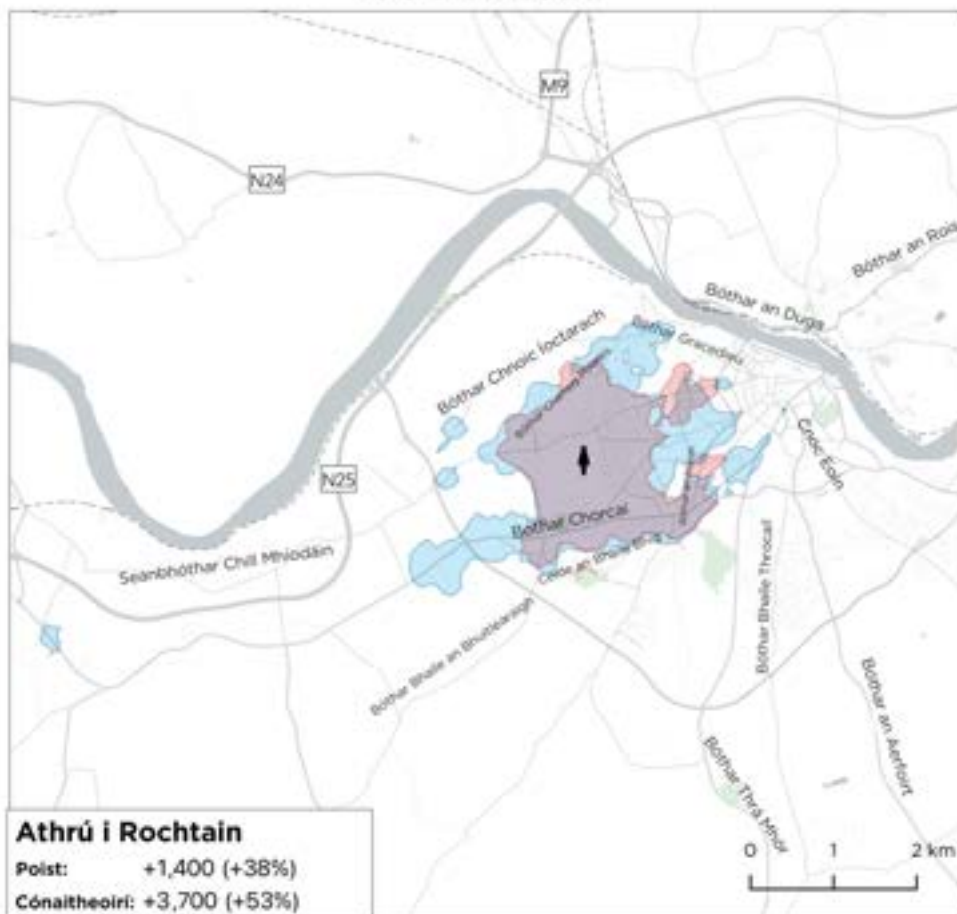 M9
N24
Bóthar an Rois
Bóthar an Duga
Bóthar Gracedieu
Bóthar Chnoic Íoctarach
Cnoc Eoin
N25
Bóthar Chorcaí
Seanbhóthar Chill Mhiodáin
Bóthar Bhaile Throcail
Bóthar Bhaile an Bhuitléaraigh
Bóthar an Aerfoirt
Bóthar Thrá Mhór
Athrú i Rochtain
Poist: +1,400 (+38%)
Cónaitheoirí: +3,700 (+53%)
0 1 2 km